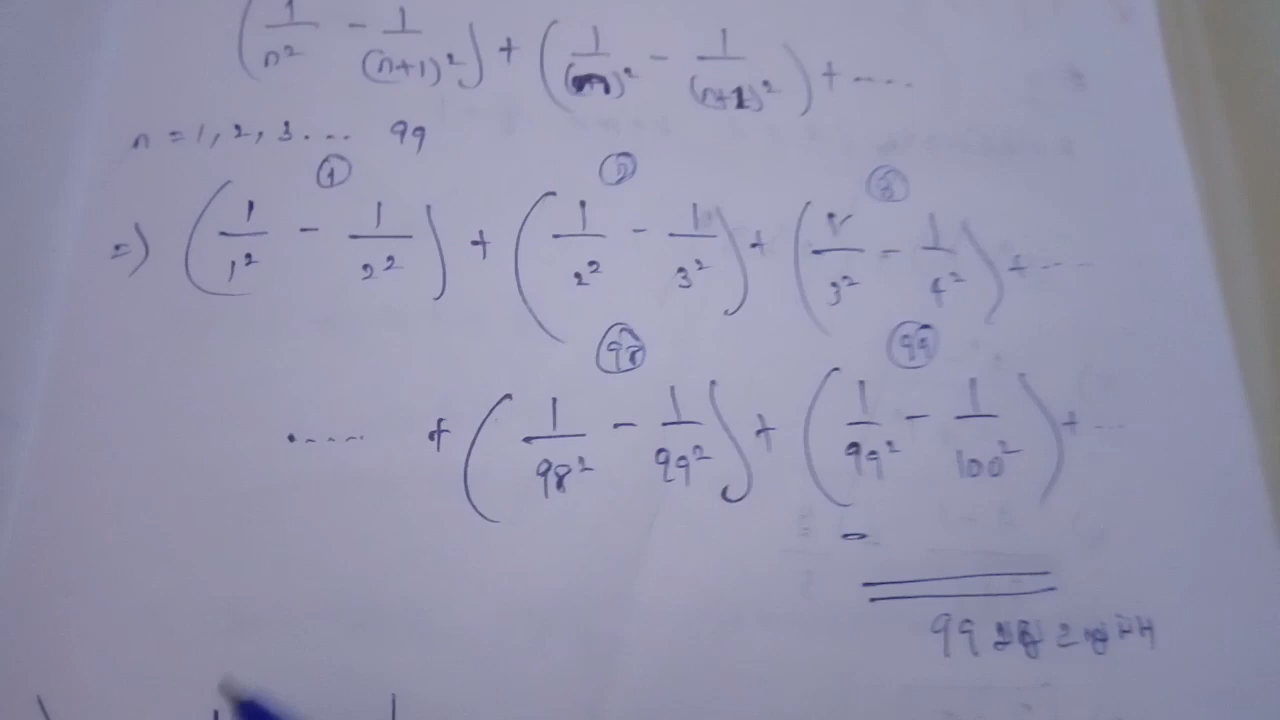 (1/n² - 1/(n+1)²) + (1/(n)² - 1/(n+1)²) + ....
n = 1, 2, 3 ... 99
① ② ③
=) (1/1² - 1/2²) + (1/2² - 1/3²) + (1/3² - 1/4²) + ....
98 99
..... + (1/98² - 1/99²) + (1/99² - 1/100²) + ...
99